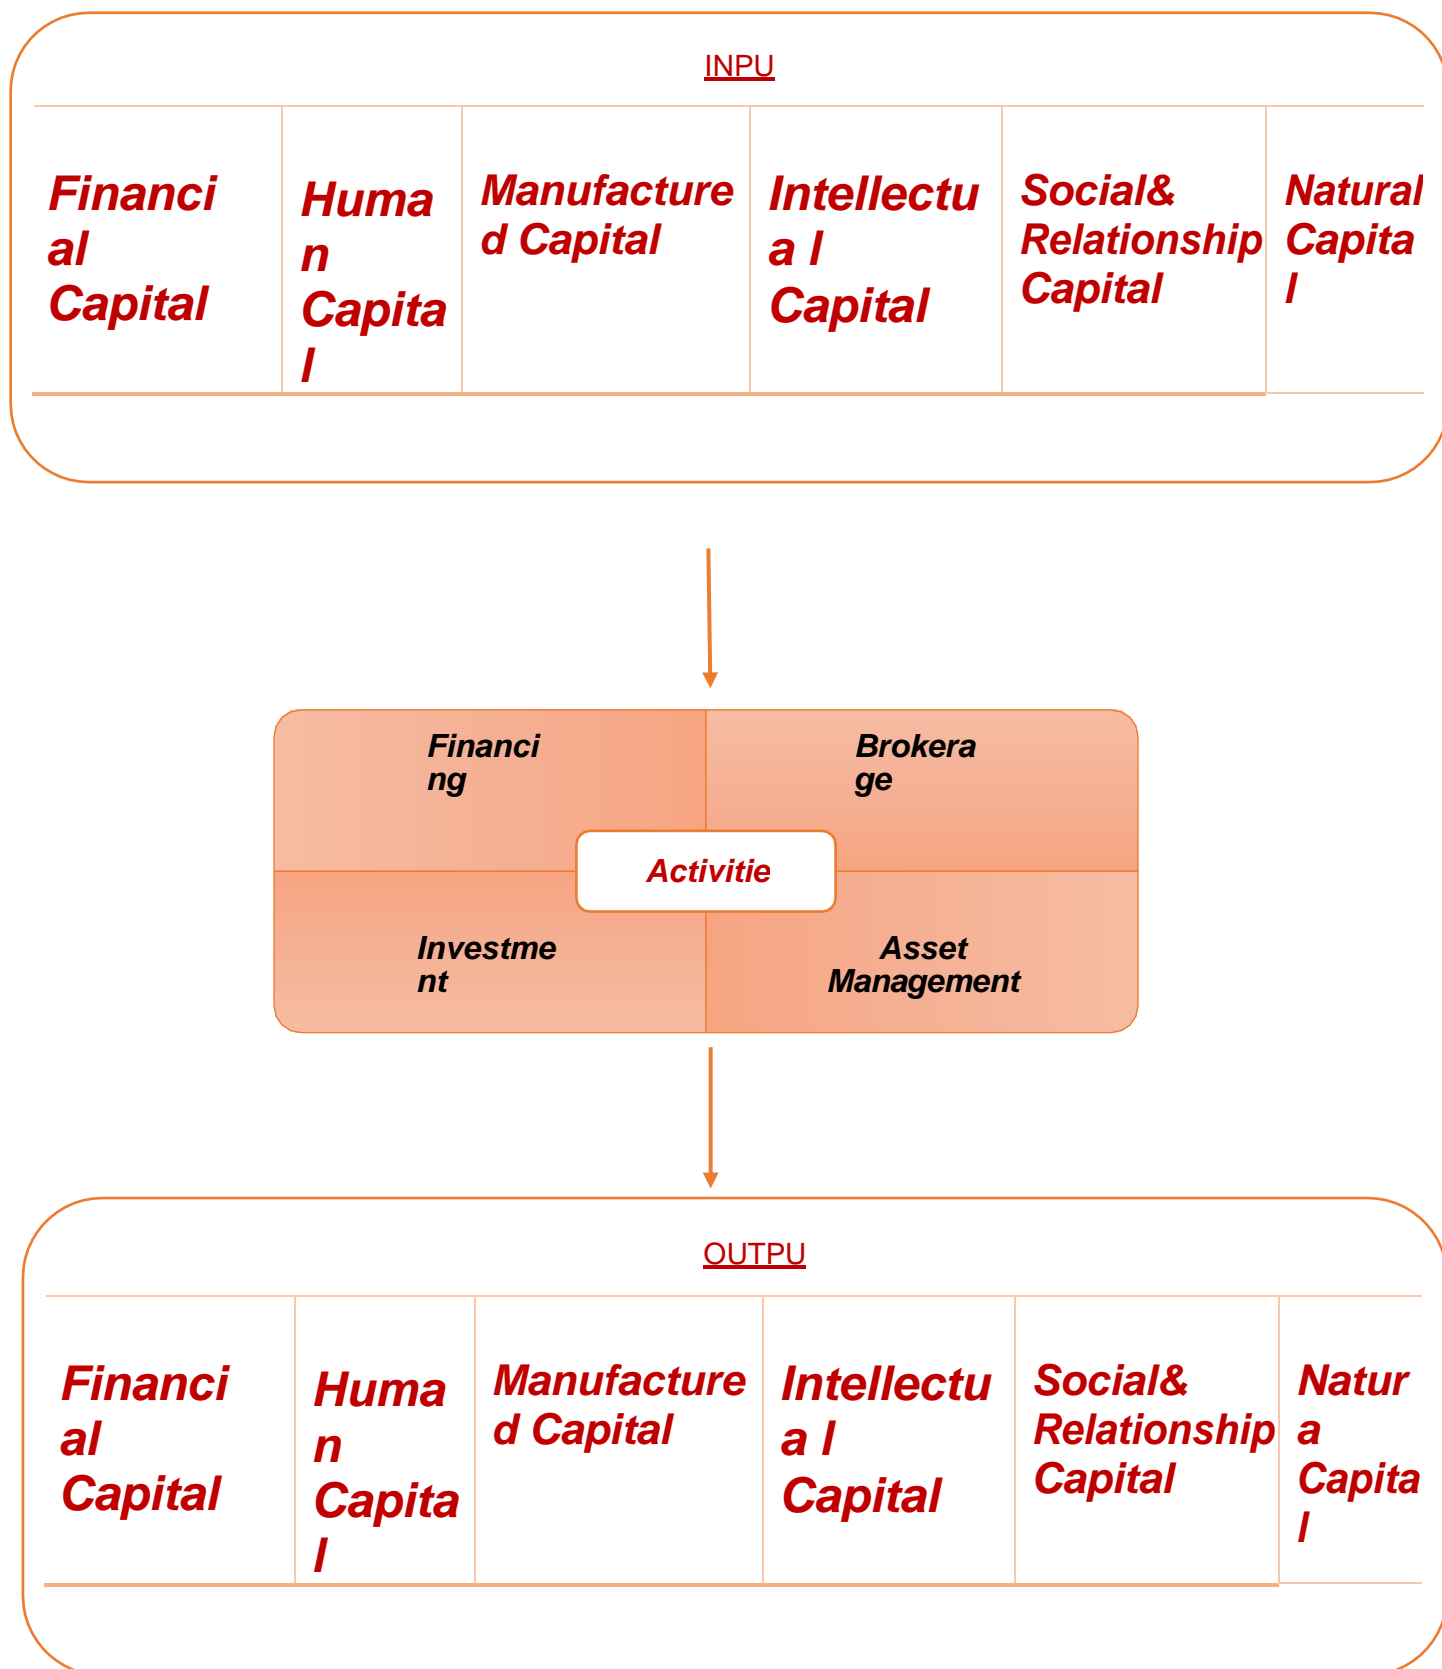 INPU
Financi
al
Capital
Huma
n
Capita
l
Manufacture
d Capital
Intellectu
a l
Capital
Social&
Relationship
Capital
Natural
Capita
l
Financi
ng
Brokera
ge
Activitie
Investme
nt
Asset
Management
OUTPU
Financi
al
Capital
Huma
n
Capita
l
Manufacture
d Capital
Intellectu
a l
Capital
Social&
Relationship
Capital
Natur
a
Capita
l